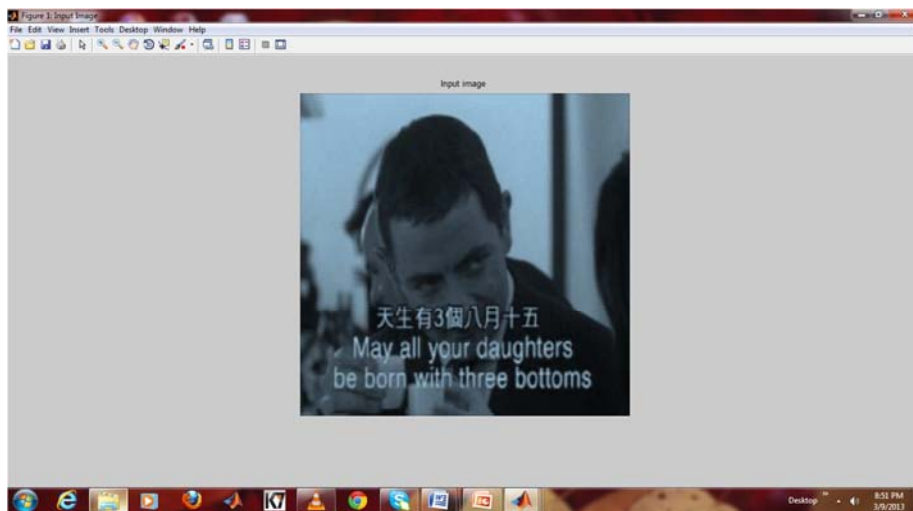 Figure 1: Input Image
File Edit View Insert Tools Desktop Window Help
Input image
天生有3個八月十五
May all your daughters
be born with three bottoms
Desktop
8:51 PM
3/9/2013